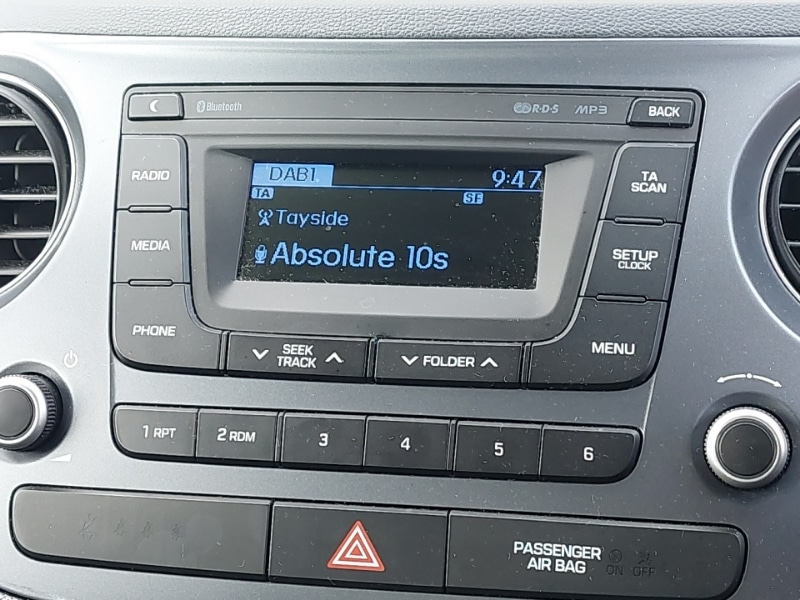 Bluetooth
R·D·S MP3 BACK
RADIO
DAB1 9:47
TA SF
Tayside
Absolute 10s
TA
SCAN
MEDIA
SETUP
CLOCK
PHONE
SEEK
TRACK
FOLDER
MENU
1 RPT
2 RDM
3
4
5
6
PASSENGER
AIR BAG
ON OFF